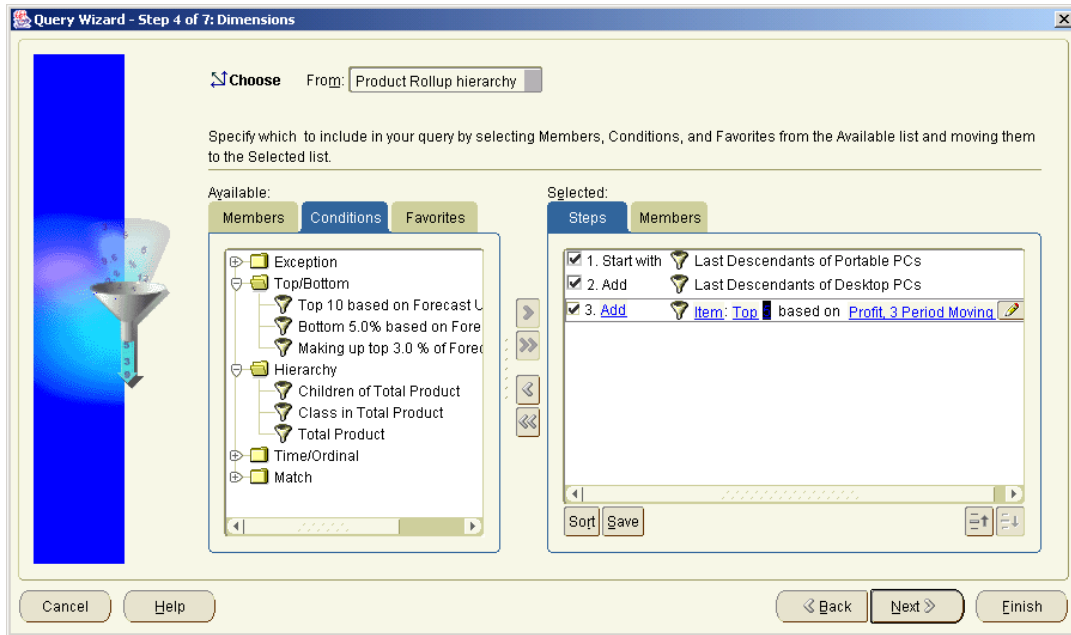 Query Wizard - Step 4 of 7: Dimensions
Choose From: Product Rollup hierarchy
Specify which to include in your query by selecting Members, Conditions, and Favorites from the Available list and moving them
to the Selected list.
Available:
Members Conditions Favorites
Exception
Top/Bottom
Top 10 based on Forecast U
Bottom 5.0% based on Fore
Making up top 3.0 % of Forec
Hierarchy
Children of Total Product
Class in Total Product
Total Product
Time/Ordinal
Match
Selected:
Steps Members
1. Start with Last Descendants of Portable PCs
2. Add Last Descendants of Desktop PCs
3. Add Item: Top based on Profit, 3 Period Moving
Sort Save
Cancel Help Back Next Finish